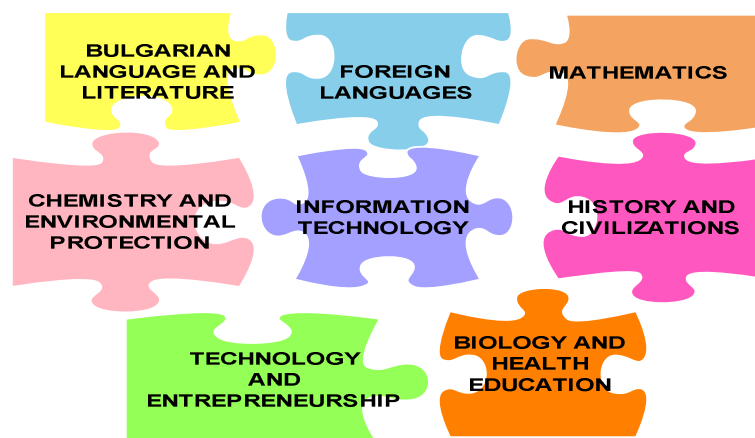 BULGARIAN
LANGUAGE AND
LITERATURE
FOREIGN
LANGUAGES
MATHEMATICS
CHEMISTRY AND
ENVIRONMENTAL
PROTECTION
INFORMATION
TECHNOLOGY
HISTORY AND
CIVILIZATIONS
TECHNOLOGY
AND
ENTREPRENEURSHIP
BIOLOGY AND
HEALTH
EDUCATION